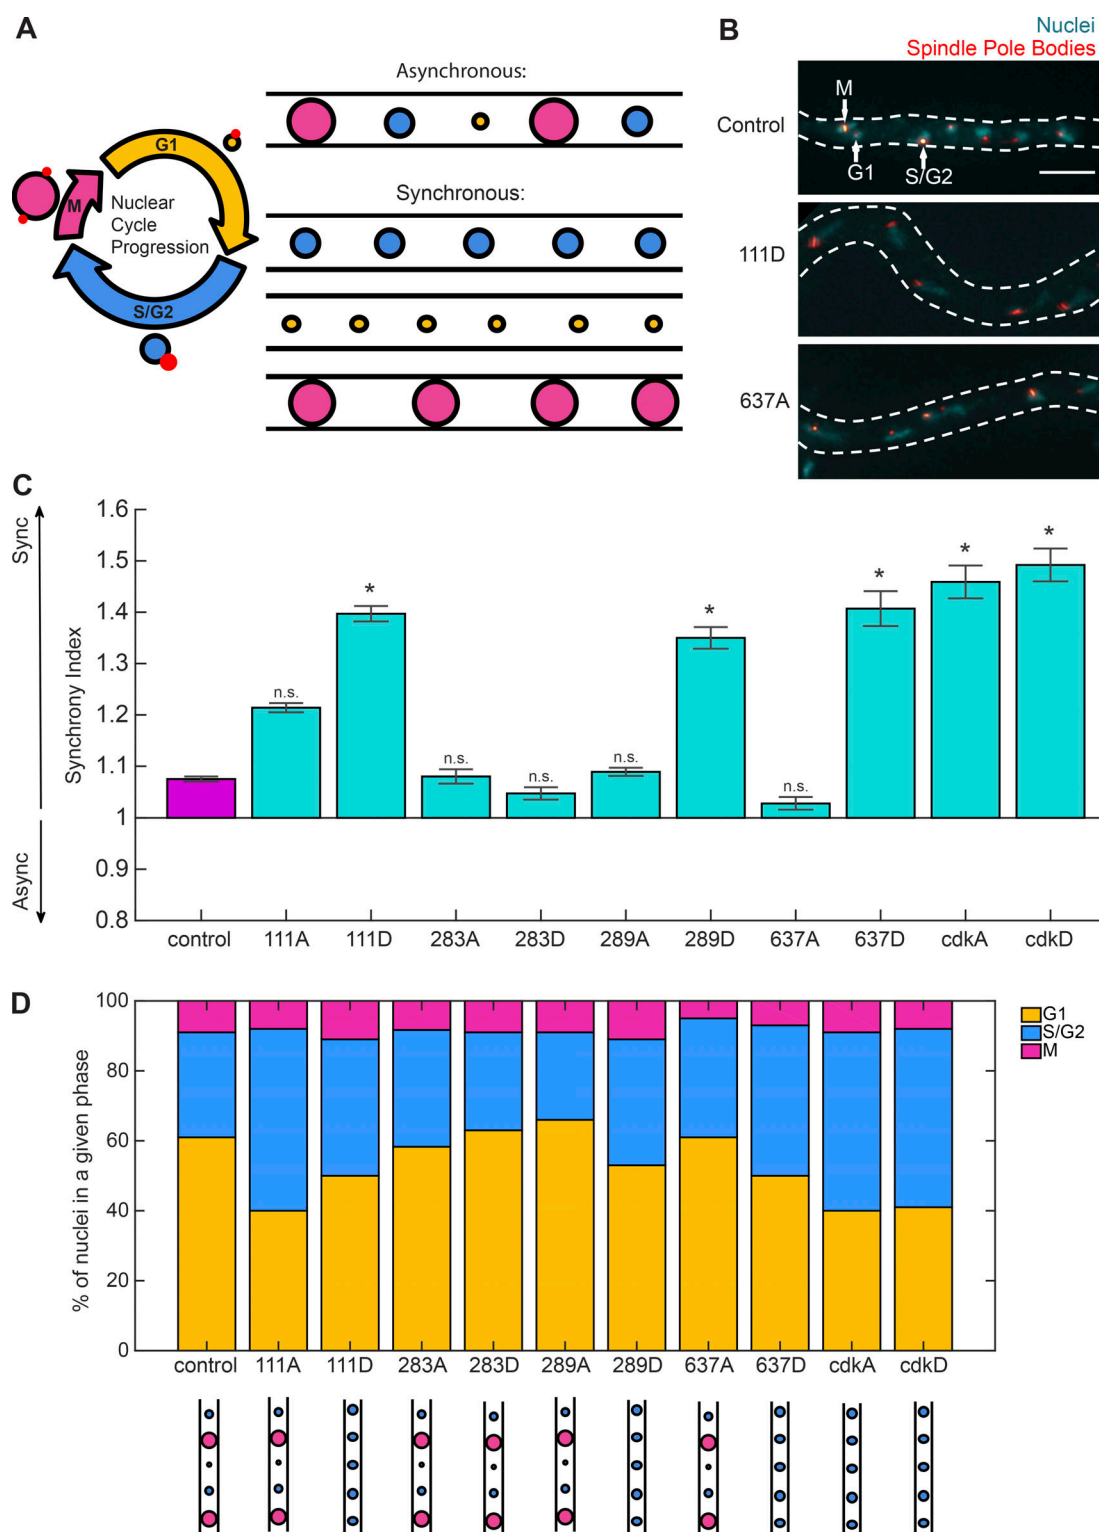 A
Asynchronous:
G1
M
Nuclear
Cycle
Progression
S/G2
Synchronous:
B
Nuclei
Spindle Pole Bodies
Control
M
G1
S/G2
111D
637A
C
Sync
Async
Synchrony Index
1.6
1.5
1.4
1.3
1.2
1.1
1
0.9
0.8
n.s.
*
n.s.
n.s.
n.s.
*
n.s.
*
*
*
control 111A 111D 283A 283D 289A 289D 637A 637D cdkA cdkD
D
% of nuclei in a given phase
100
80
60
40
20
0
G1
S/G2
M
control 111A 111D 283A 283D 289A 289D 637A 637D cdkA cdkD